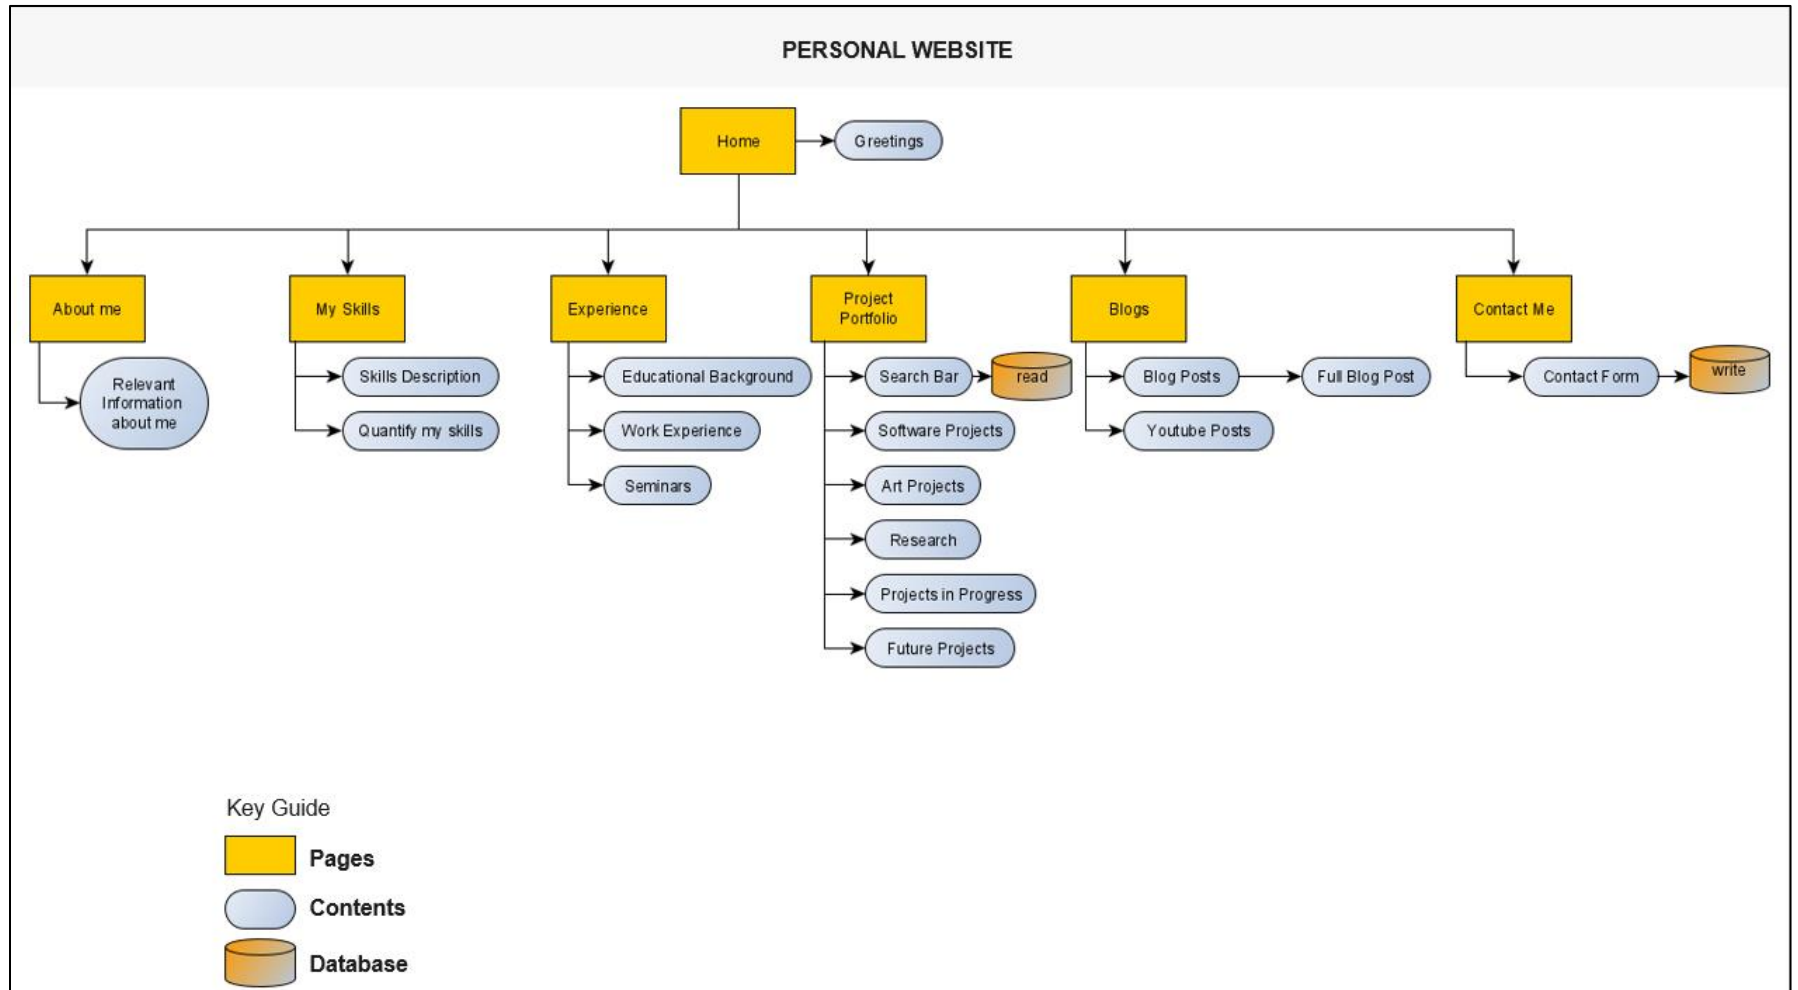 PERSONAL WEBSITE
Home
Greetings
About me
My Skills
Experience
Project
Portfolio
Blogs
Contact Me
Relevant
Information
about me
Skills Description
Quantify my skills
Educational Background
Work Experience
Seminars
Search Bar
read
Software Projects
Art Projects
Research
Projects in Progress
Future Projects
Blog Posts
Full Blog Post
Youtube Posts
Contact Form
write
Key Guide
Pages
Contents
Database